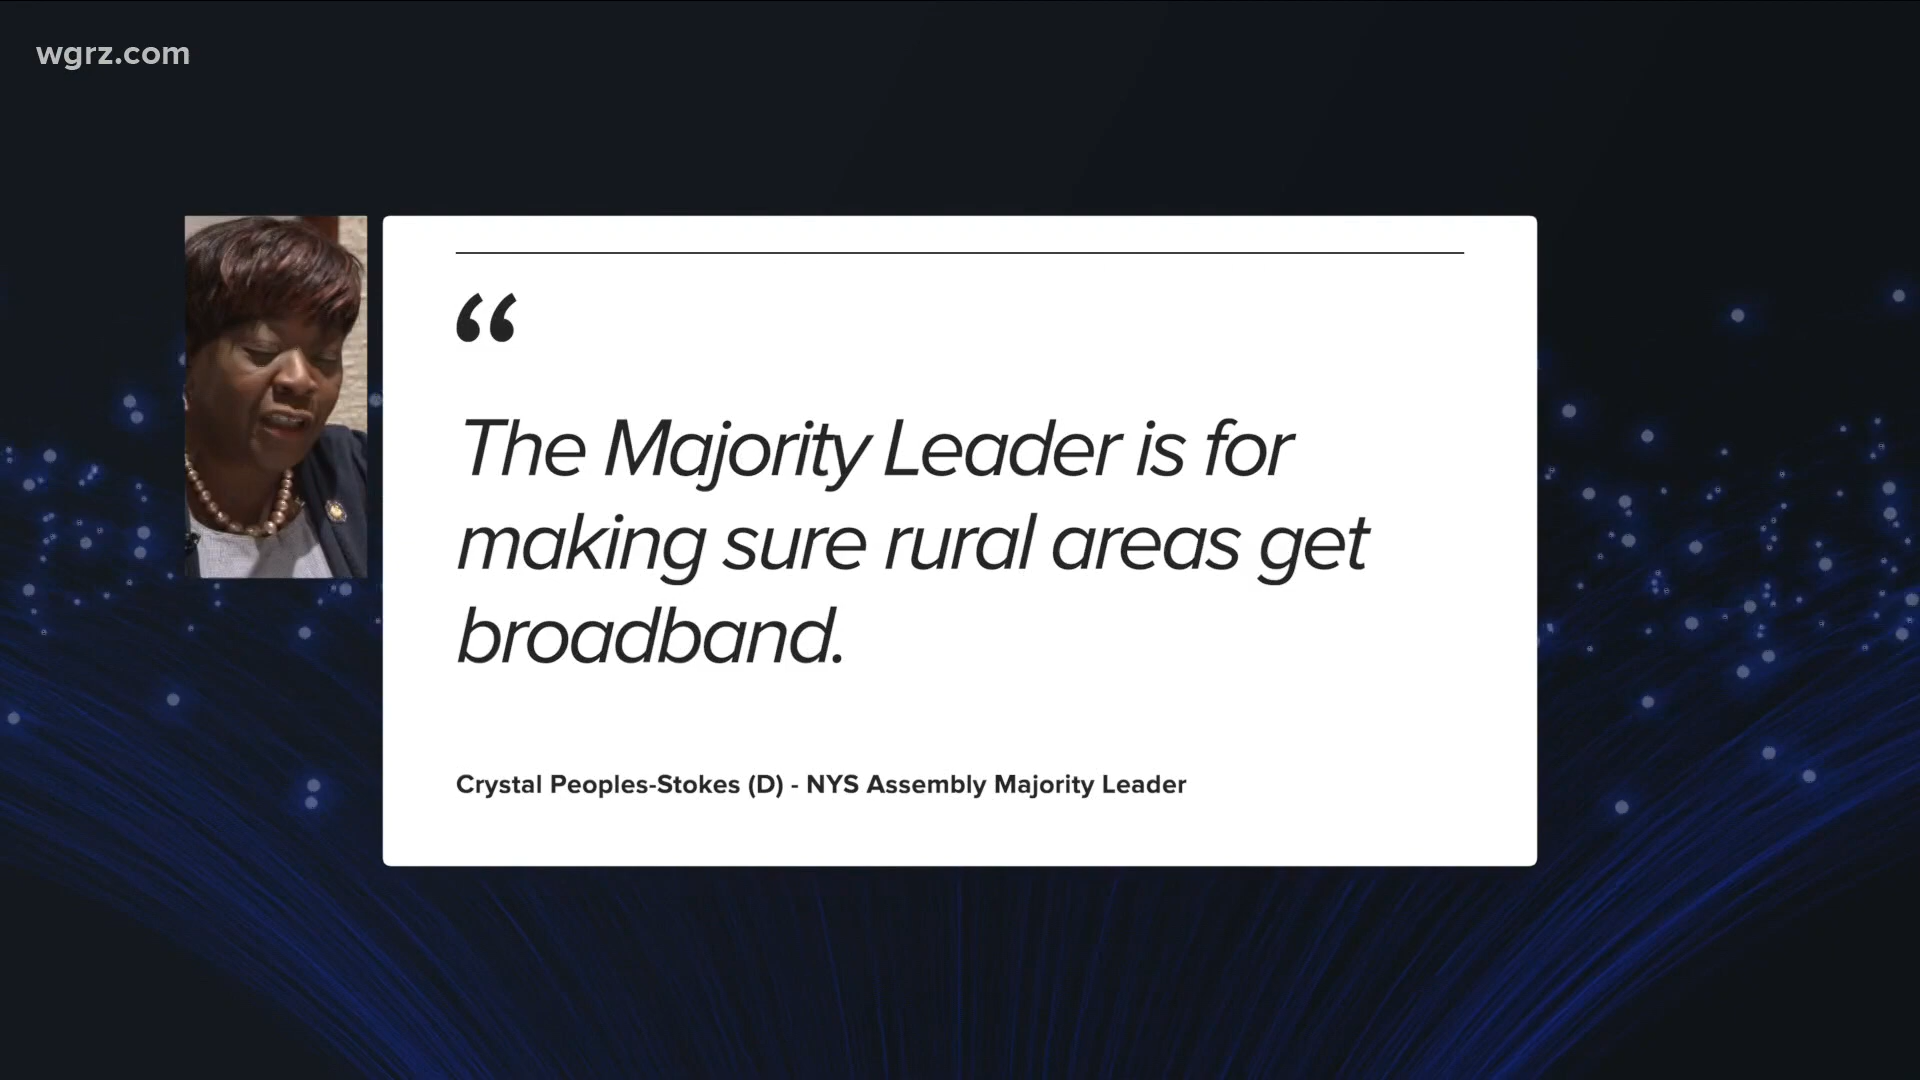 wgrz.com
“
The Majority Leader is for
making sure rural areas get
broadband.
Crystal Peoples-Stokes (D) - NYS Assembly Majority Leader